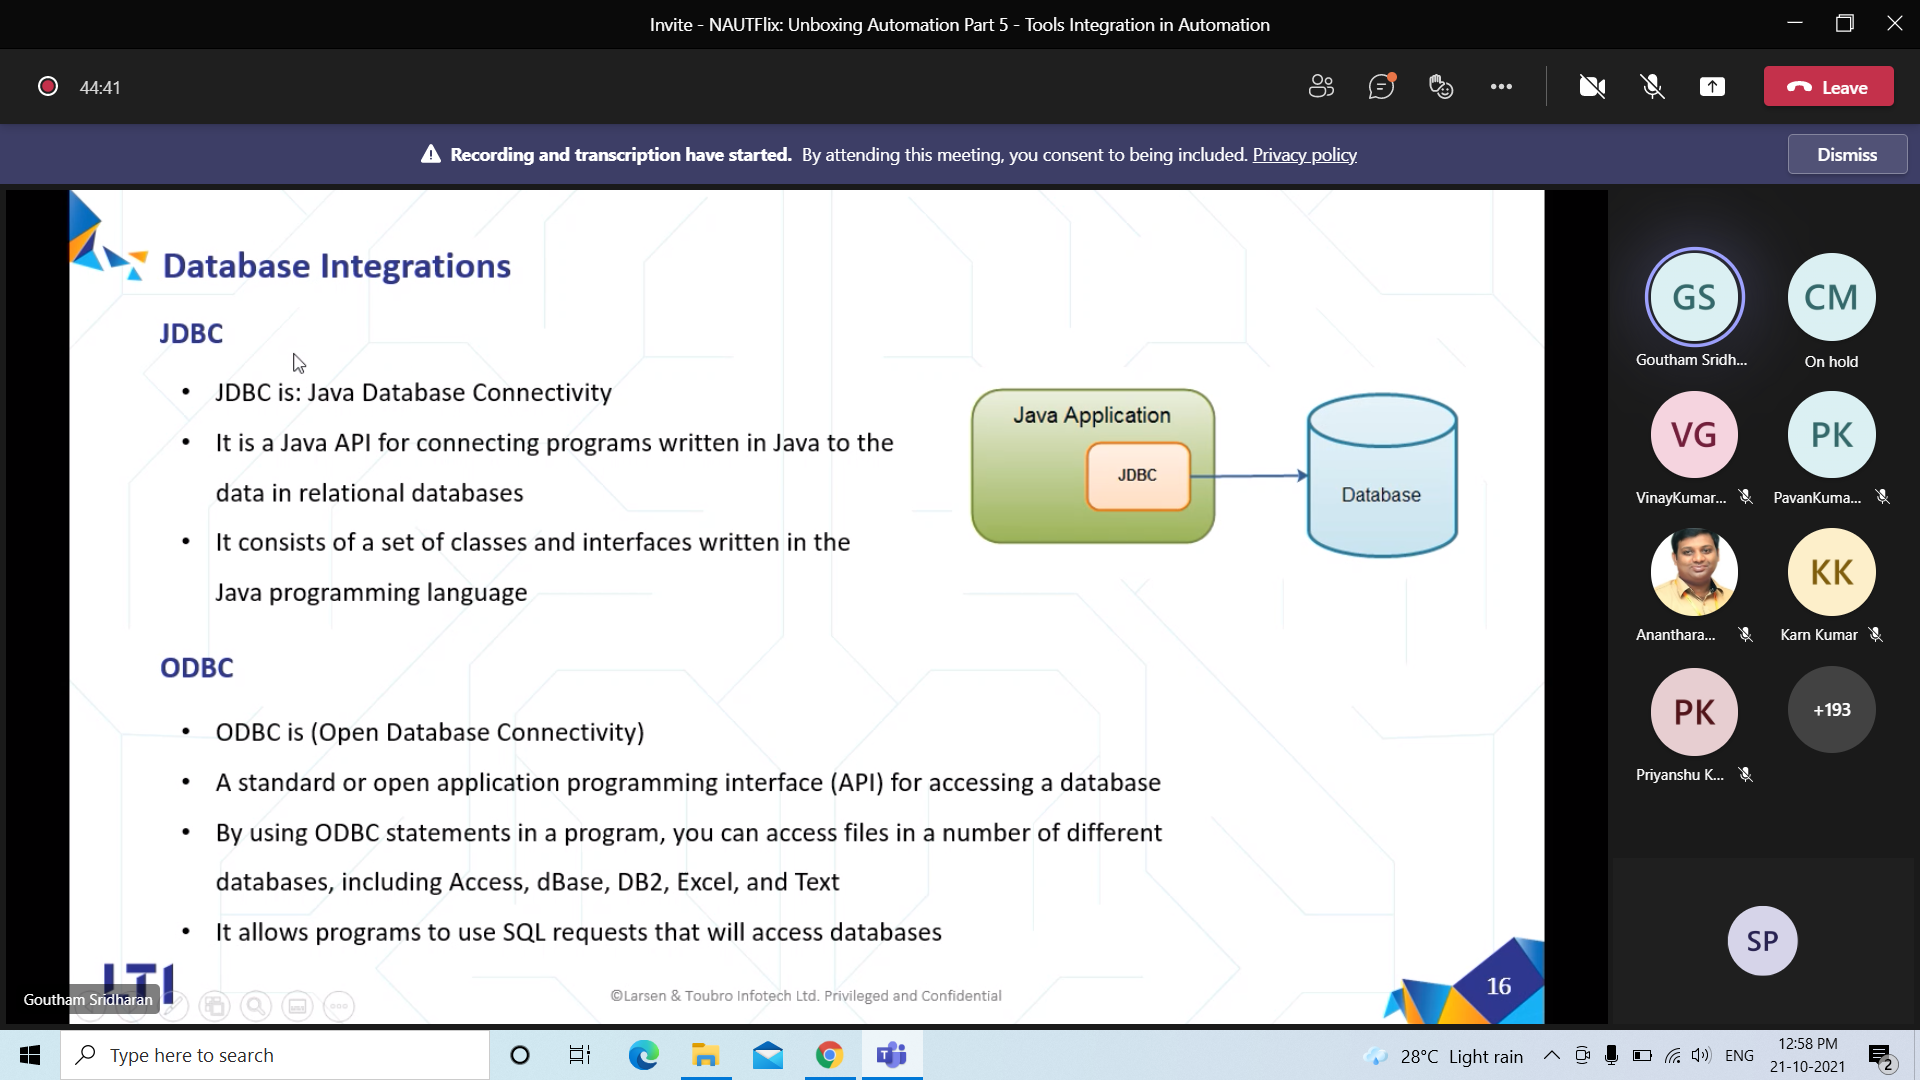 Invite - NAUTFlix: Unboxing Automation Part 5 - Tools Integration in Automation
44:41
Leave
Recording and transcription have started. By attending this meeting, you consent to being included. Privacy policy
Dismiss
Database Integrations
JDBC
• JDBC is: Java Database Connectivity
• It is a Java API for connecting programs written in Java to the
data in relational databases
• It consists of a set of classes and interfaces written in the
Java programming language
Java Application
JDBC
Database
ODBC
• ODBC is (Open Database Connectivity)
• A standard or open application programming interface (API) for accessing a database
• By using ODBC statements in a program, you can access files in a number of different
databases, including Access, dBase, DB2, Excel, and Text
• It allows programs to use SQL requests that will access databases
LTI
Goutham Sridharan
©Larsen & Toubro Infotech Ltd. Privileged and Confidential
16
GS
Goutham Sridh...
CM
On hold
VG
VinayKumar...
PK
PavanKuma...
Ananthara...
KK
Karn Kumar
PK
Priyanshu K...
+193
SP
Type here to search
28°C Light rain
ENG
12:58 PM
21-10-2021
2